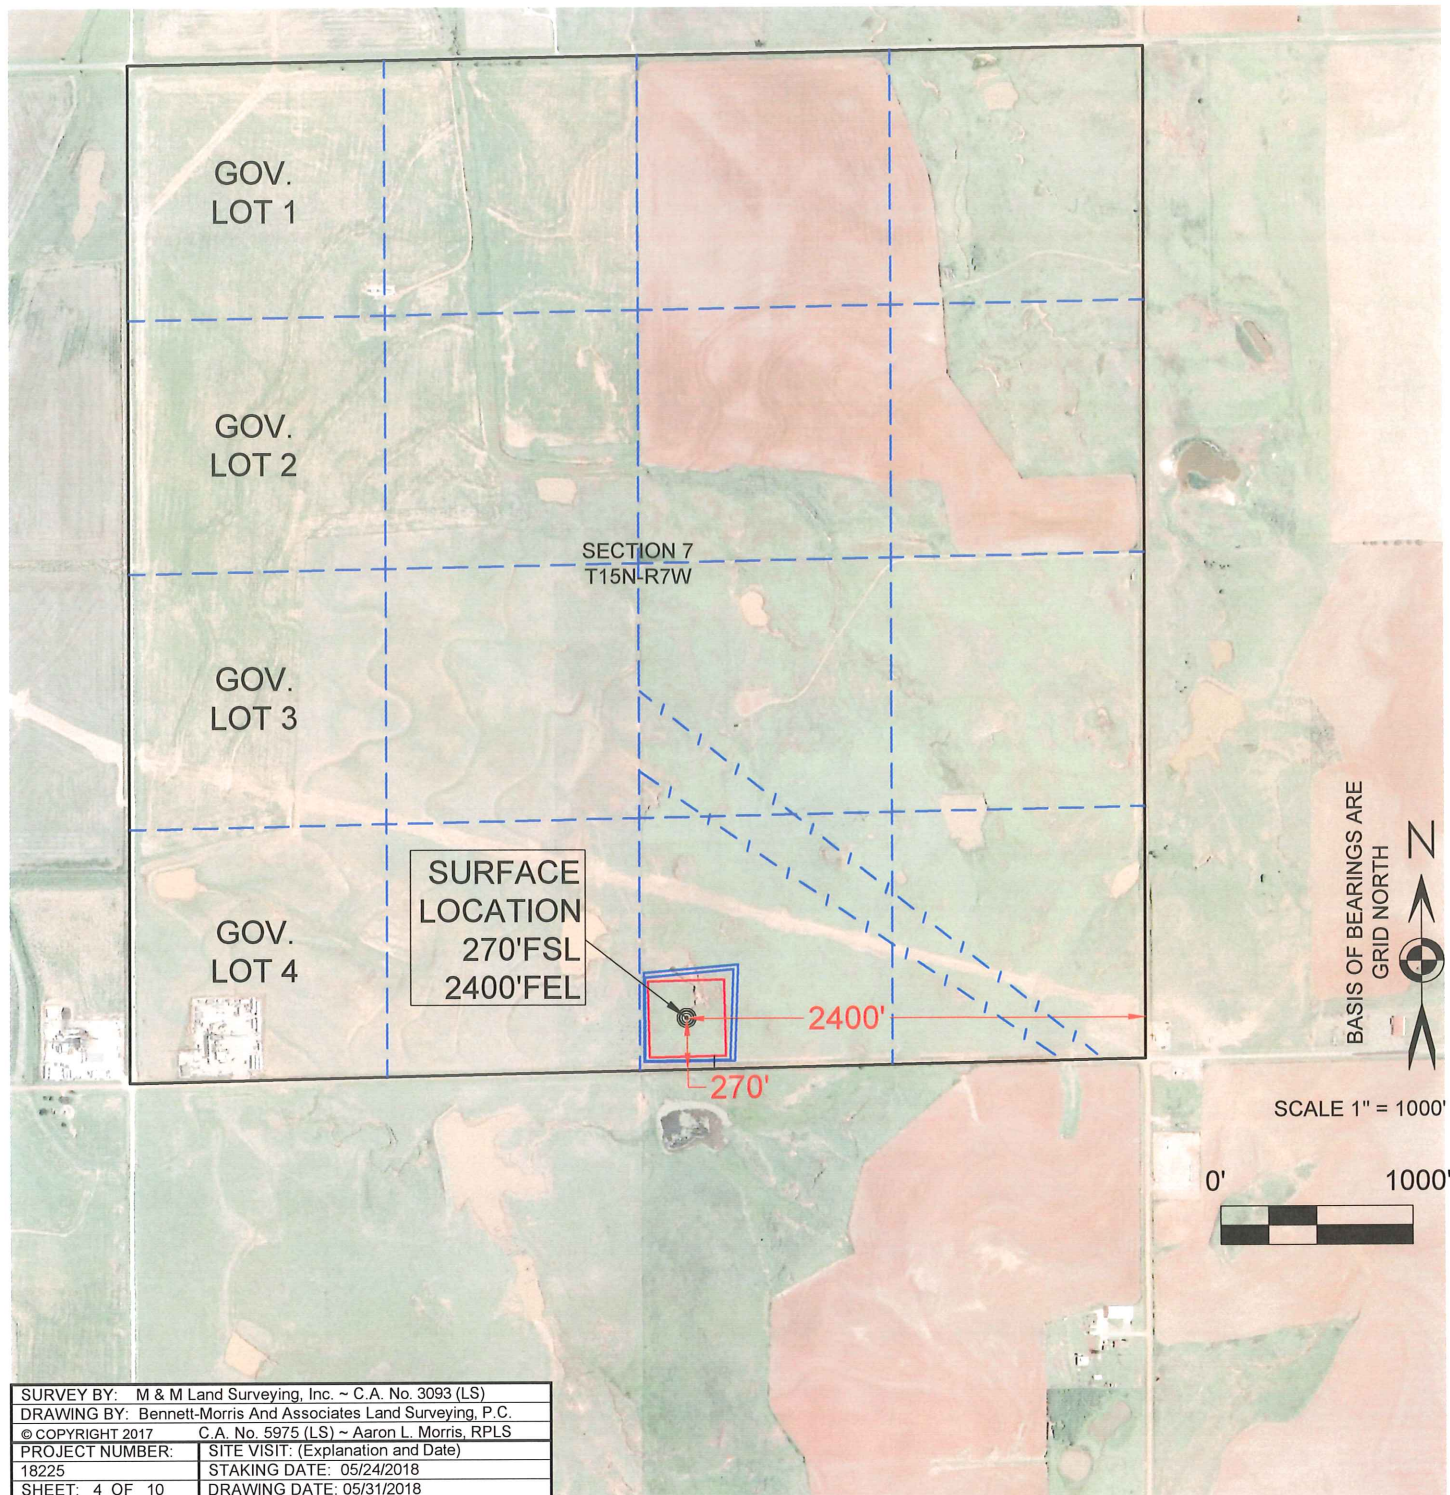 GOV.
LOT 1
GOV.
LOT 2
SECTION 7
T15N-R7W
GOV.
LOT 3
GOV.
LOT 4
SURFACE
LOCATION
270'FSL
2400'FEL
2400'
270'
BASIS OF BEARINGS ARE
GRID NORTH
N
SCALE 1" = 1000'
0' 1000'
SURVEY BY: M & M Land Surveying, Inc. ~ C.A. No. 3093 (LS)
DRAWING BY: Bennett-Morris And Associates Land Surveying, P.C.
© COPYRIGHT 2017 C.A. No. 5975 (LS) ~ Aaron L. Morris, RPLS
PROJECT NUMBER: SITE VISIT: (Explanation and Date)
18225 STAKING DATE: 05/24/2018
SHEET: 4 OF 10 DRAWING DATE: 05/31/2018